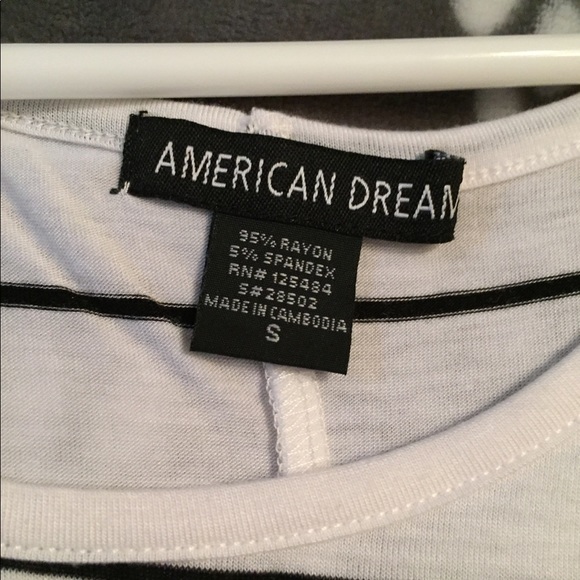 AMERICAN DREAM
95% RAYON
5% SPANDEX
RN# 125484
S# 28502
MADE IN CAMBODIA
S